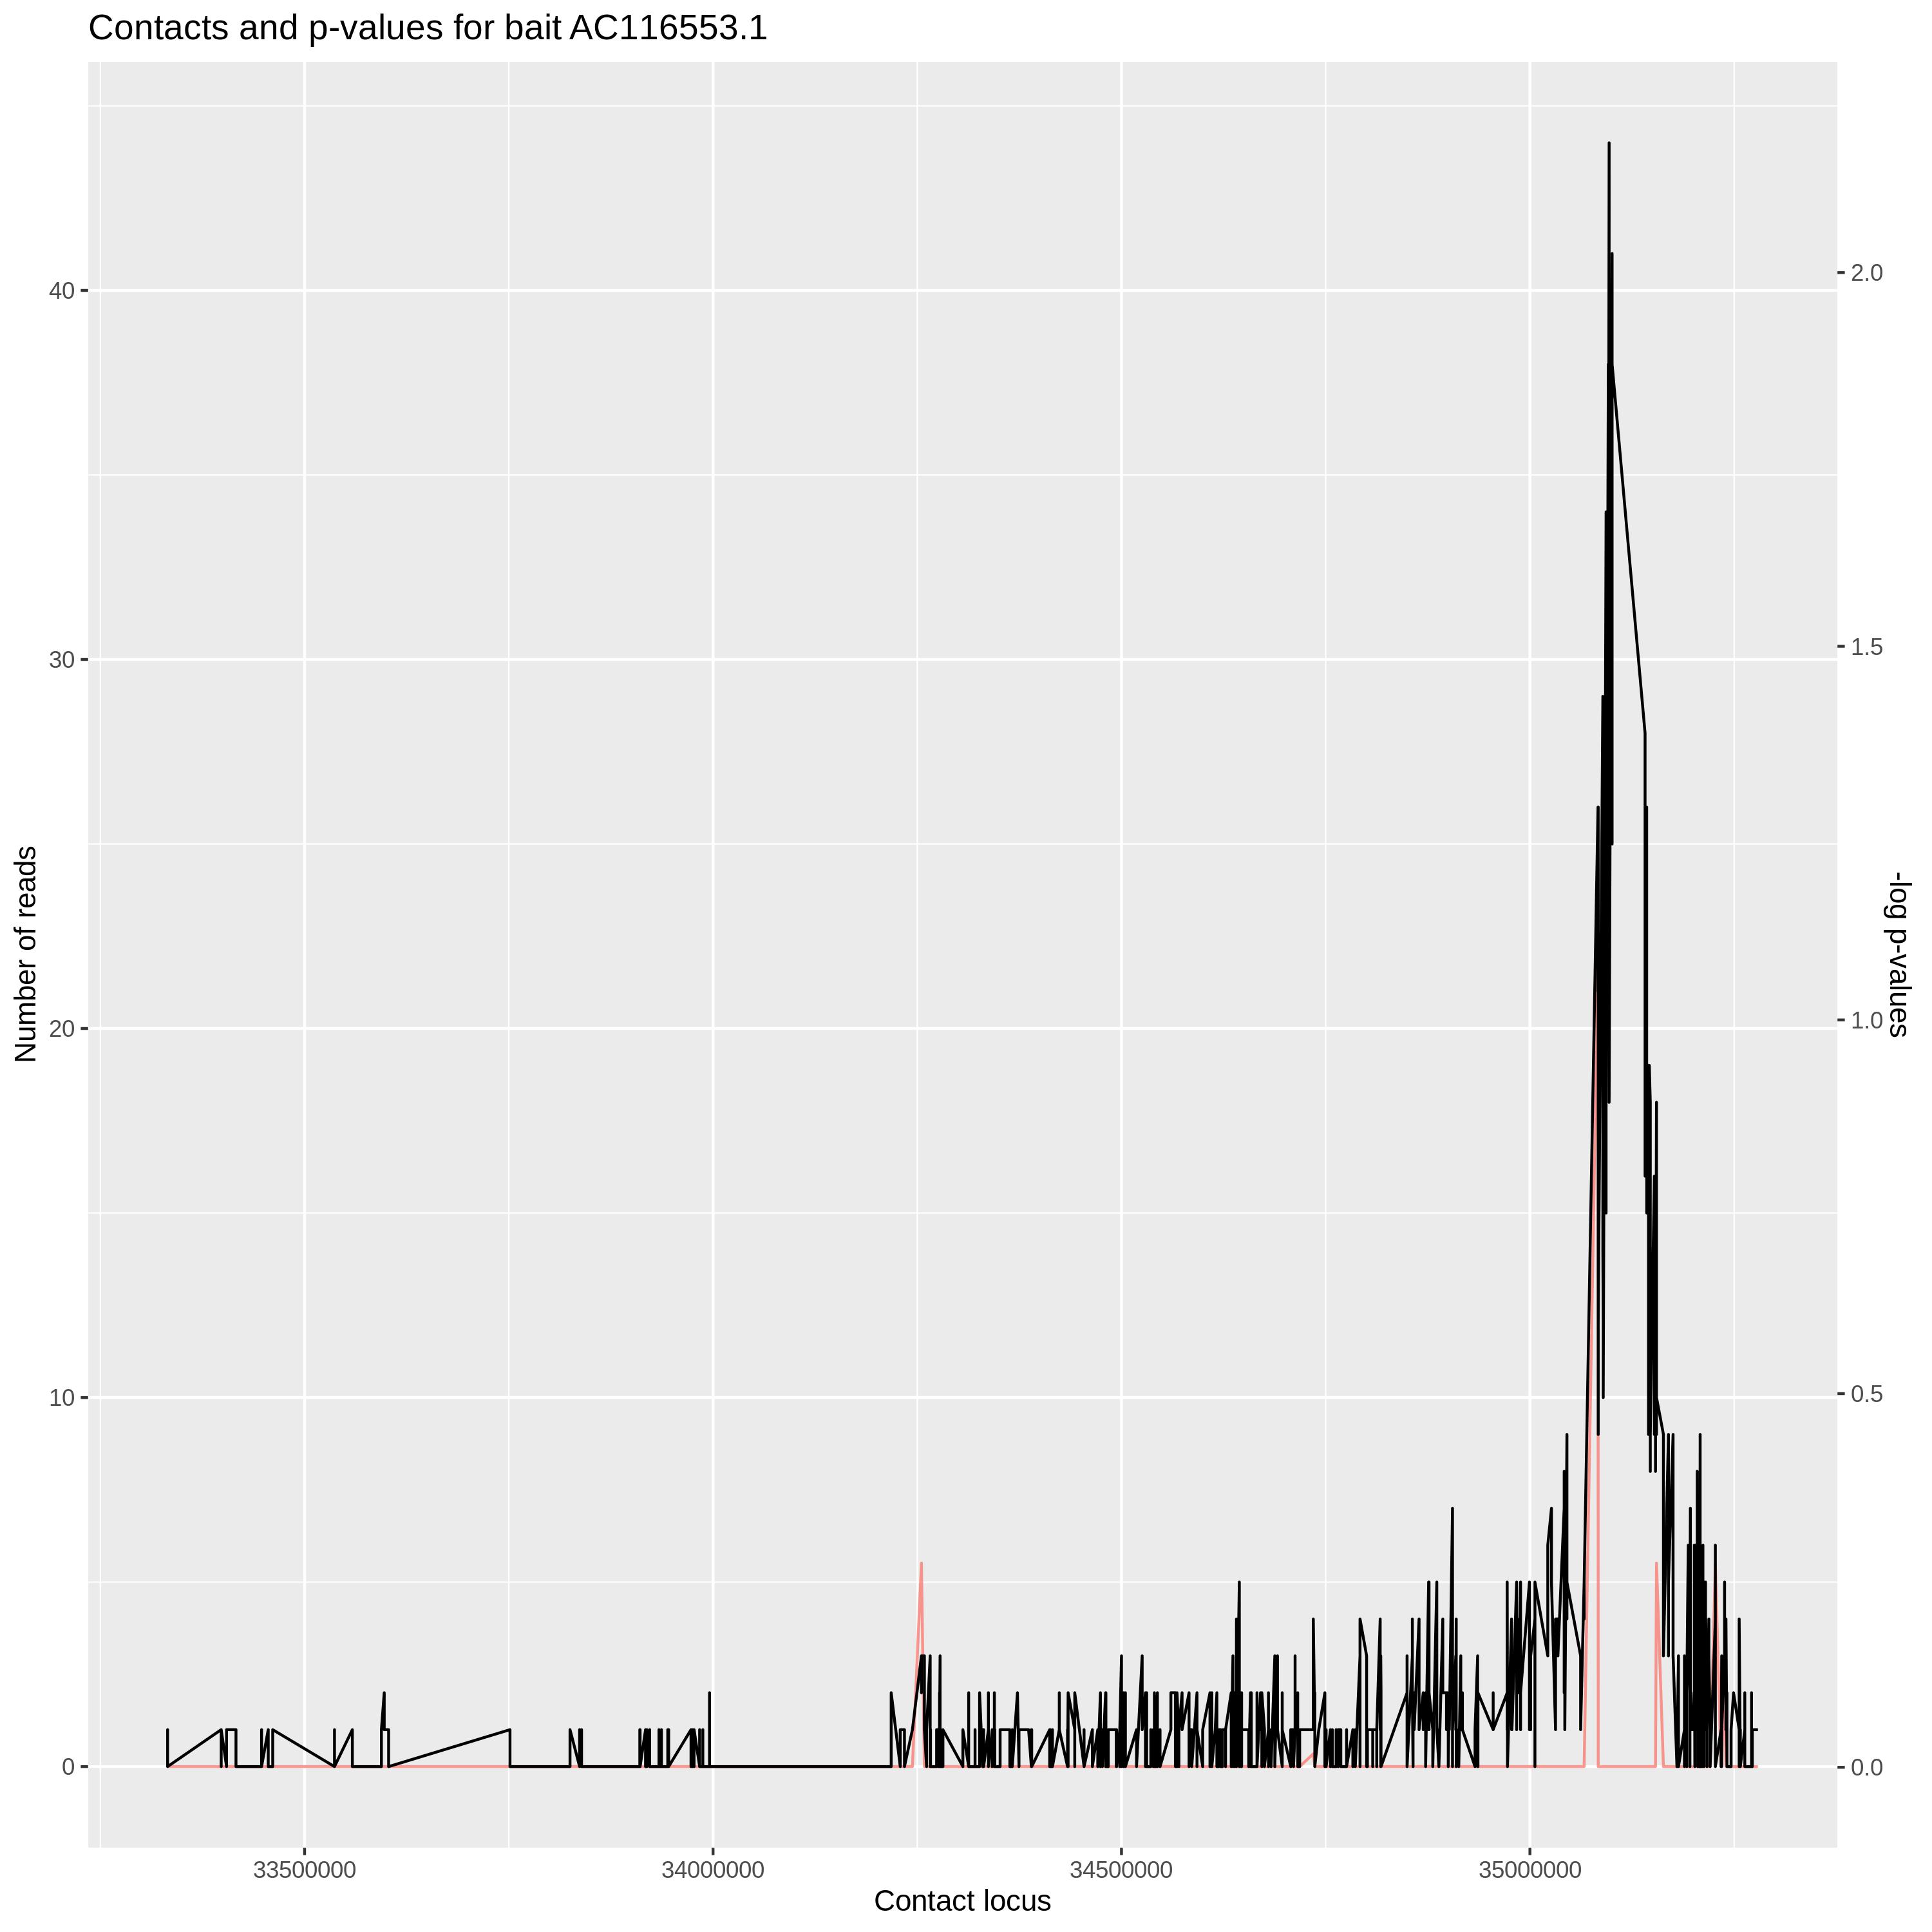 Contacts and p-values for bait AC116553.1
Number of reads
40
30
20
10
0
2.0
1.5
1.0
0.5
0.0
-log p-values
33500000 34000000 34500000 35000000
Contact locus